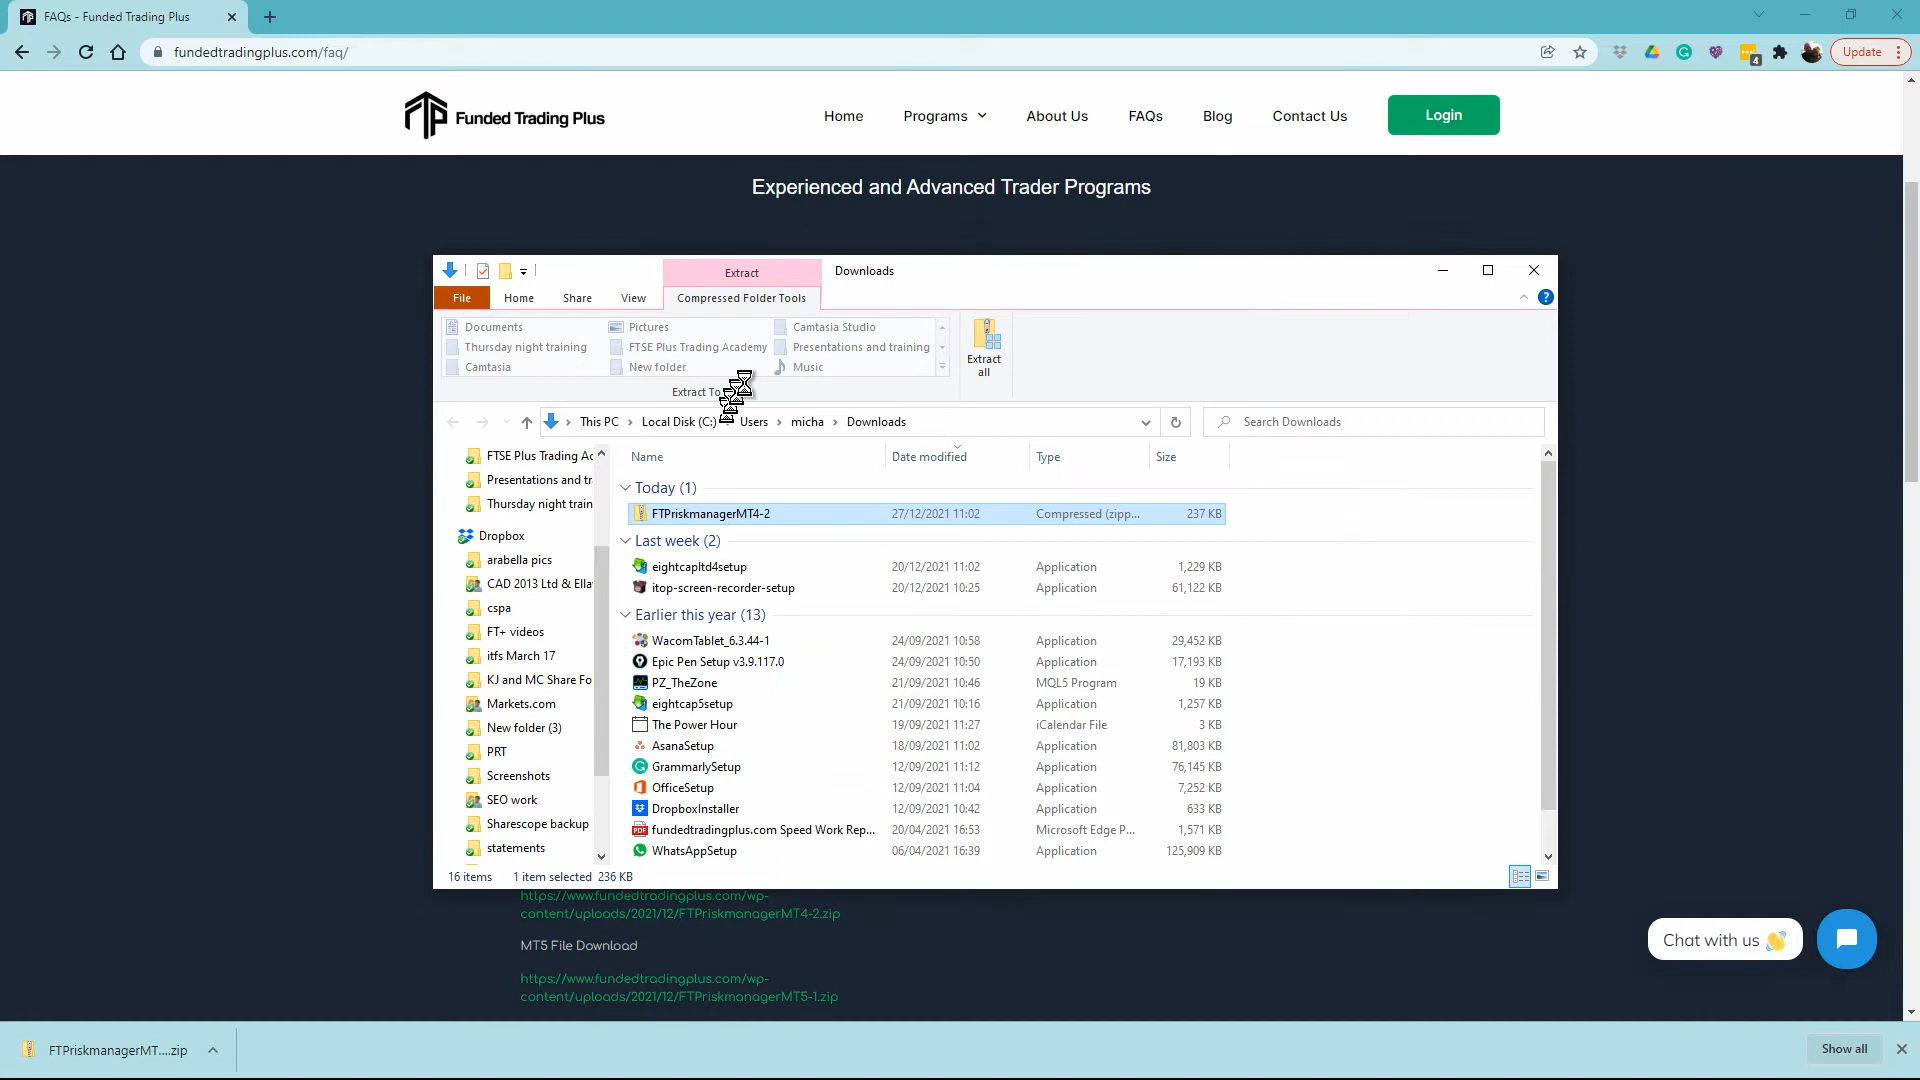 FAQs - Funded Trading Plus
fundedtradingplus.com/faq/
4
Update
Funded Trading Plus
Home
Programs
About Us
FAQs
Blog
Contact Us
Login
Experienced and Advanced Trader Programs
Extract
Downloads
File
Home
Share
View
Compressed Folder Tools
Documents
Pictures
Camtasia Studio
Thursday night training
FTSE Plus Trading Academy
Presentations and training
Camtasia
New folder
Music
Extract To
Extract
all
This PC
Local Disk (C:)
Users
micha
Downloads
Search Downloads
FTSE Plus Trading Ac
Presentations and tr
Thursday night train
Dropbox
arabella pics
CAD 2013 Ltd & Ella
cspa
FT+ videos
itfs March 17
KJ and MC Share Fo
Markets.com
New folder (3)
PRT
Screenshots
SEO work
Sharescope backup
statements
Name
Date modified
Type
Size
Today (1)
FTPriskmanagerMT4-2 27/12/2021 11:02 Compressed (zipp... 237 KB
Last week (2)
eightcapltd4setup 20/12/2021 11:02 Application 1,229 KB
itop-screen-recorder-setup 20/12/2021 10:25 Application 61,122 KB
Earlier this year (13)
WacomTablet_6.3.44-1 24/09/2021 10:58 Application 29,452 KB
Epic Pen Setup v3.9.117.0 24/09/2021 10:50 Application 17,193 KB
PZ_TheZone 21/09/2021 10:46 MQL5 Program 19 KB
eightcap5setup 21/09/2021 10:16 Application 1,257 KB
The Power Hour 19/09/2021 11:27 iCalendar File 3 KB
AsanaSetup 18/09/2021 11:02 Application 81,803 KB
GrammarlySetup 12/09/2021 11:12 Application 76,145 KB
OfficeSetup 12/09/2021 11:04 Application 7,252 KB
DropboxInstaller 12/09/2021 10:42 Application 633 KB
fundedtradingplus.com Speed Work Rep... 20/04/2021 16:53 Microsoft Edge P... 1,571 KB
WhatsAppSetup 06/04/2021 16:39 Application 125,909 KB
16 items
1 item selected 236 KB
https://www.fundedtradingplus.com/wp-
content/uploads/2021/12/FTPriskmanagerMT4-2.zip
MT5 File Download
https://www.fundedtradingplus.com/wp-
content/uploads/2021/12/FTPriskmanagerMT5-1.zip
Chat with us 👋
FTPriskmanagerMT....zip
Show all